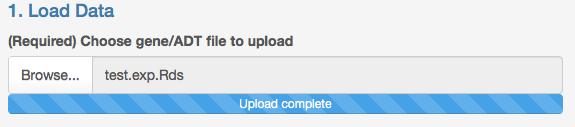 1. Load Data
(Required) Choose gene/ADT file to upload
Browse... test.exp.Rds
Upload complete